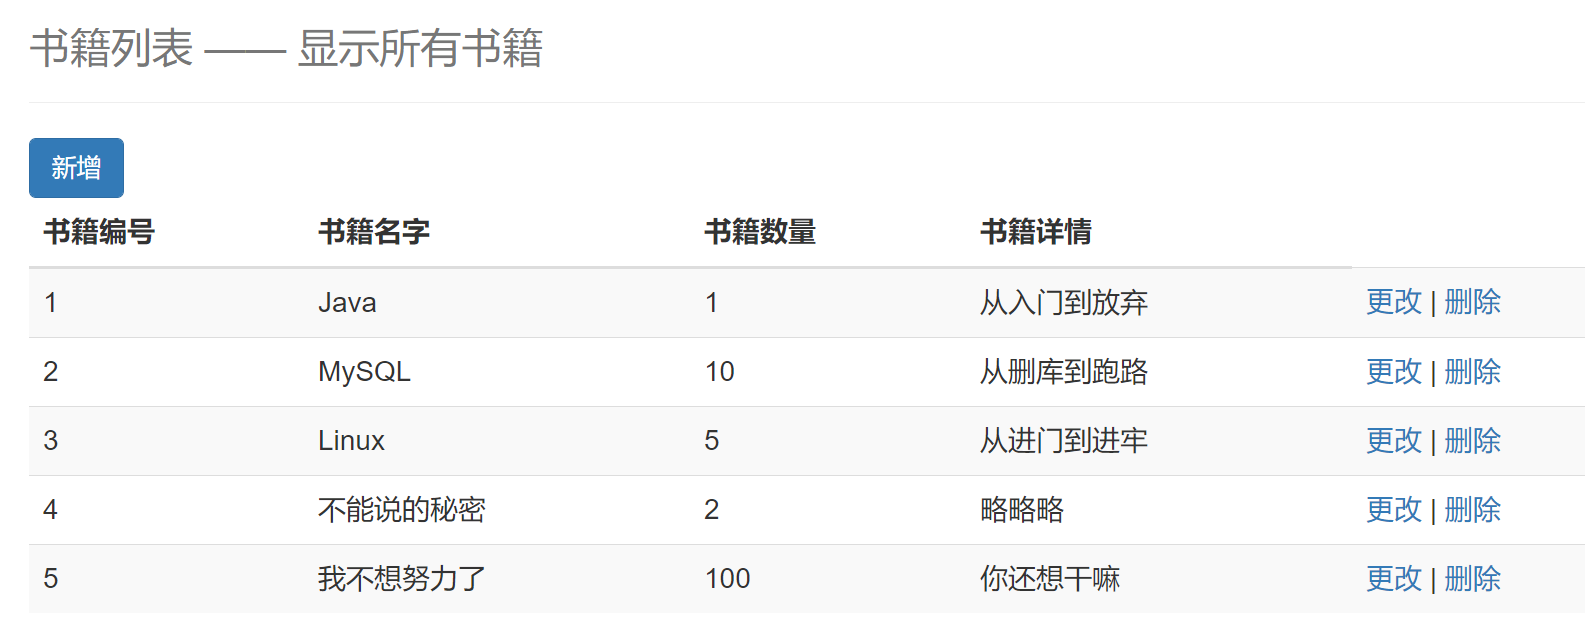 书籍列表 —— 显示所有书籍
新增
书籍编号 书籍名字 书籍数量 书籍详情
1 Java 1 从入门到放弃 更改 | 删除
2 MySQL 10 从删库到跑路 更改 | 删除
3 Linux 5 从进门到进牢 更改 | 删除
4 不能说的秘密 2 略略略 更改 | 删除
5 我不想努力了 100 你还想干嘛 更改 | 删除